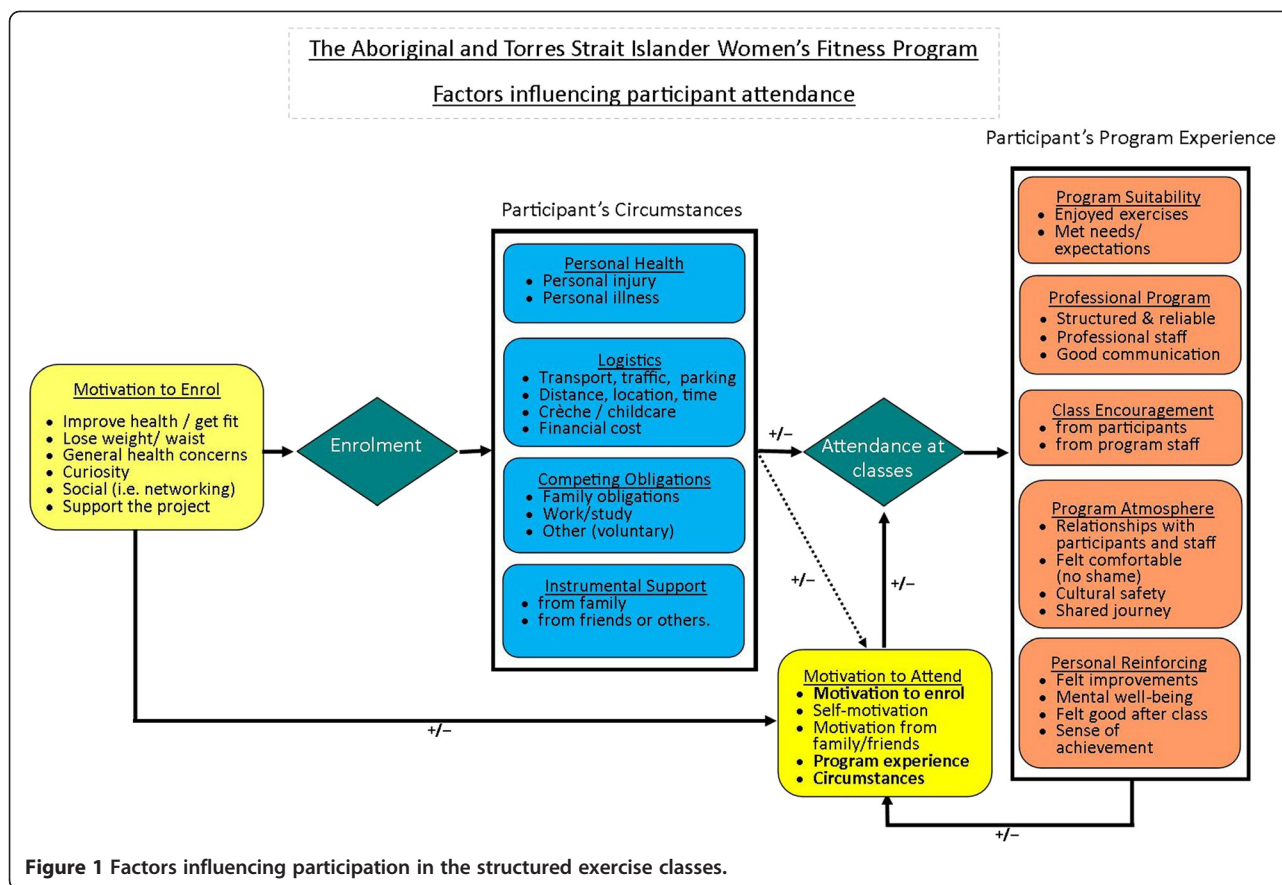 The Aboriginal and Torres Strait Islander Women's Fitness Program
Factors influencing participant attendance
Participant's Program Experience
Participant's Circumstances
Motivation to Enrol
• Improve health / get fit
• Lose weight/ waist
• General health concerns
• Curiosity
• Social (i.e. networking)
• Support the project
Enrolment
Personal Health
• Personal injury
• Personal illness
Logistics
• Transport, traffic, parking
• Distance, location, time
• Crèche / childcare
• Financial cost
Competing Obligations
• Family obligations
• Work/study
• Other (voluntary)
Instrumental Support
• from family
• from friends or others.
+/−
Attendance at
classes
+/−
+/−
Motivation to Attend
• Motivation to enrol
• Self-motivation
• Motivation from
family/friends
• Program experience
• Circumstances
+/−
Program Suitability
• Enjoyed exercises
• Met needs/
expectations
Professional Program
• Structured & reliable
• Professional staff
• Good communication
Class Encouragement
• from participants
• from program staff
Program Atmosphere
• Relationships with
participants and staff
• Felt comfortable
(no shame)
• Cultural safety
• Shared journey
Personal Reinforcing
• Felt improvements
• Mental well-being
• Felt good after class
• Sense of
achievement
+/−
Figure 1 Factors influencing participation in the structured exercise classes.